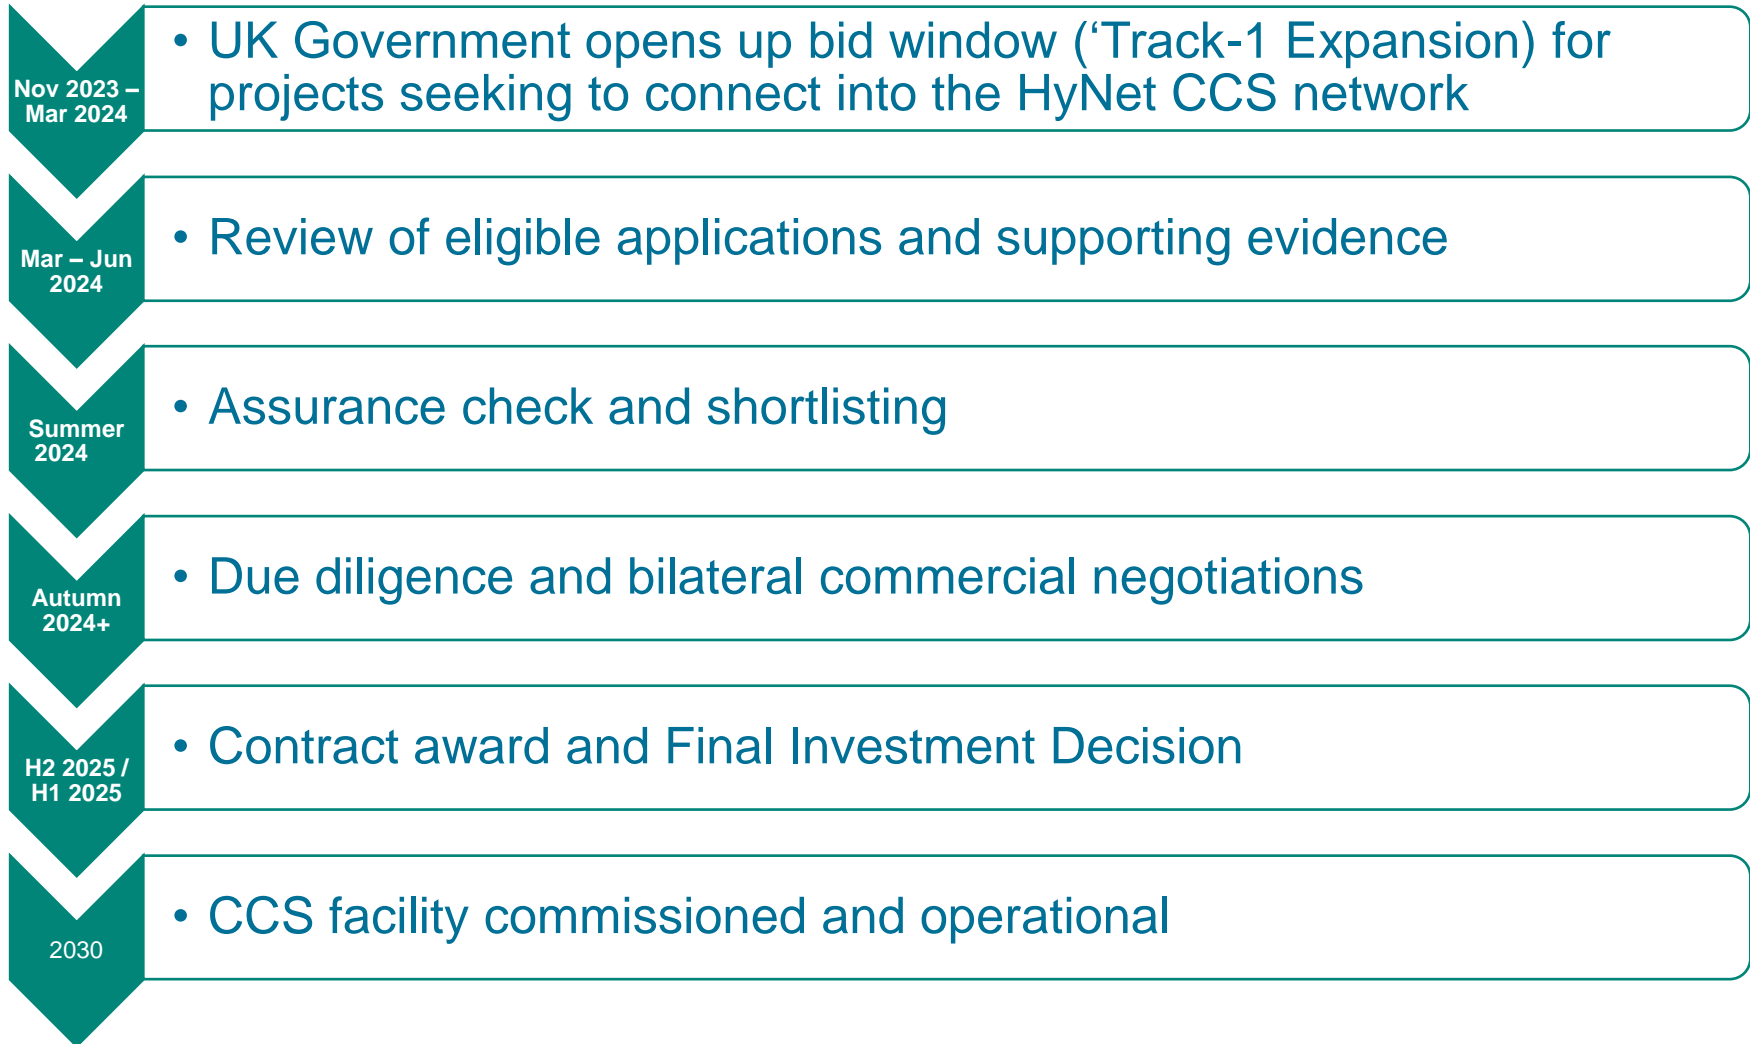 Nov 2023 –
Mar 2024
• UK Government opens up bid window (‘Track-1 Expansion) for
projects seeking to connect into the HyNet CCS network
Mar – Jun
2024
• Review of eligible applications and supporting evidence
Summer
2024
• Assurance check and shortlisting
Autumn
2024+
• Due diligence and bilateral commercial negotiations
H2 2025 /
H1 2025
• Contract award and Final Investment Decision
2030
• CCS facility commissioned and operational